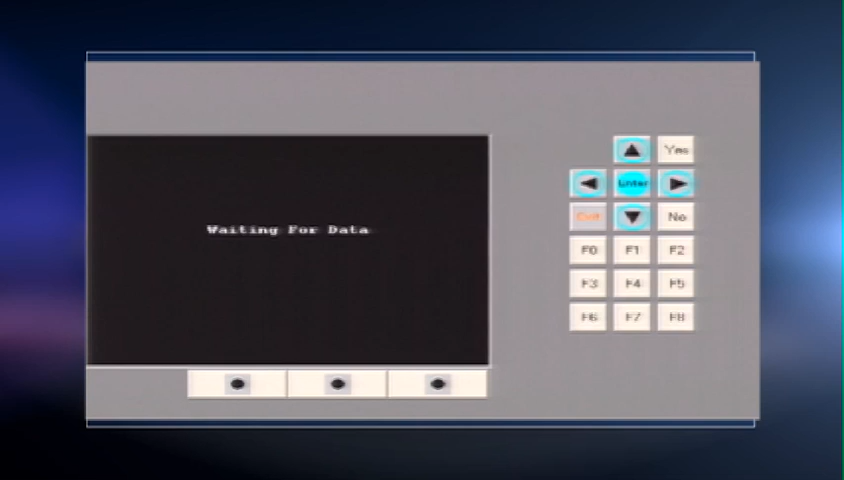 Waiting For Data
Yes
Enter
Exit
No
F0 F1 F2
F3 F4 F5
F6 F7 F8